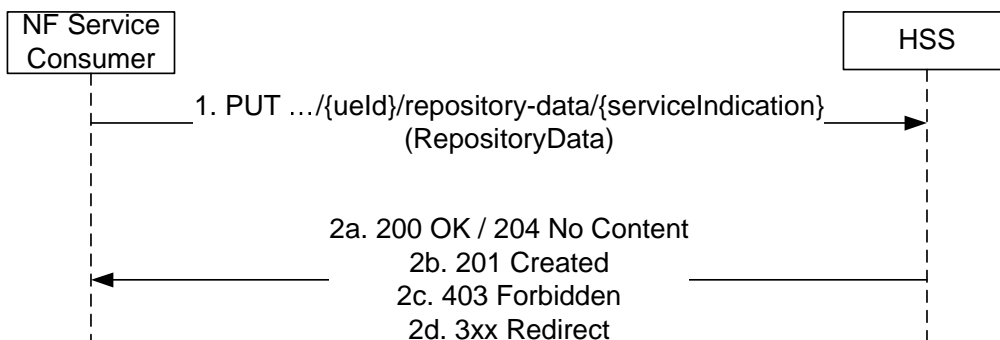 NF Service
Consumer
HSS
1. PUT …/{ueId}/repository-data/{serviceIndication}
(RepositoryData)
2a. 200 OK / 204 No Content
2b. 201 Created
2c. 403 Forbidden
2d. 3xx Redirect